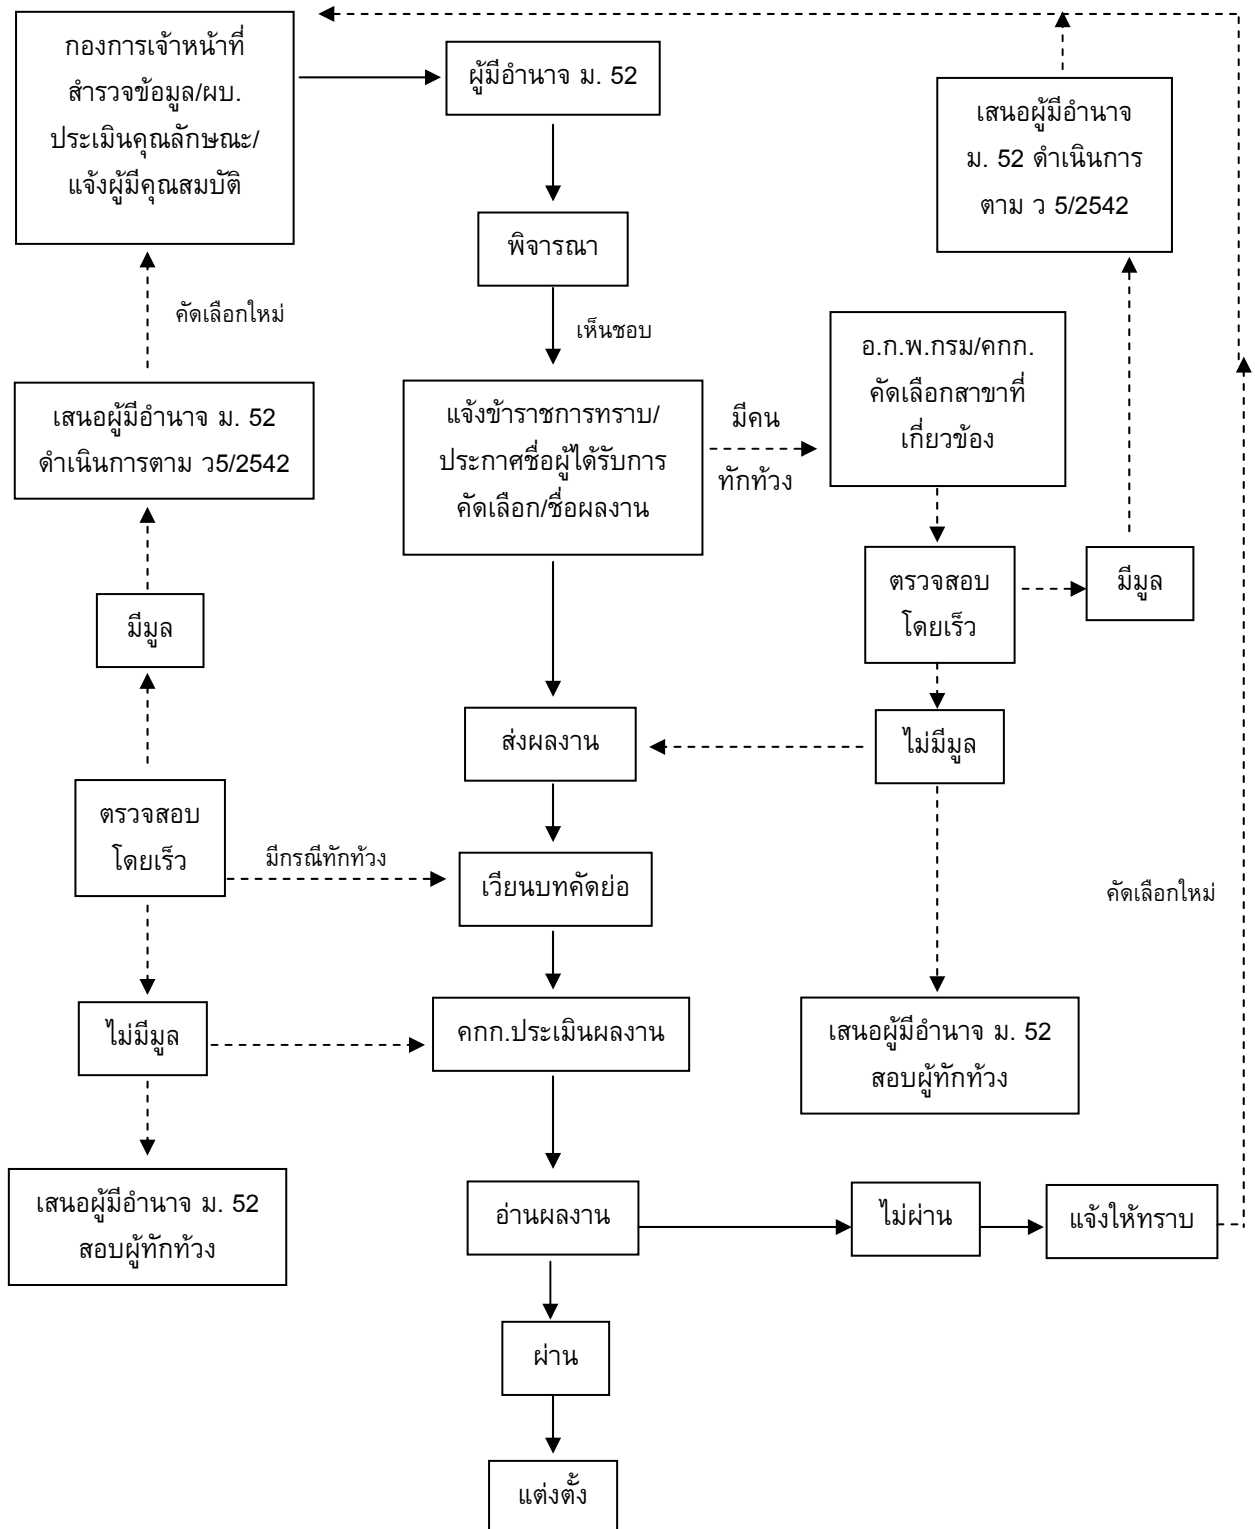 กองการเจ้าหน้าที่
สำรวจข้อมูล/ผบ.
ประเมินคุณลักษณะ/
แจ้งผู้มีคุณสมบัติ
ผู้มีอำนาจ ม. 52
เสนอผู้มีอำนาจ
ม. 52 ดำเนินการ
ตาม ว 5/2542
พิจารณา
คัดเลือกใหม่
เห็นชอบ
อ.ก.พ.กรม/คกก.
คัดเลือกสาขาที่
เกี่ยวข้อง
เสนอผู้มีอำนาจ ม. 52
ดำเนินการตาม ว5/2542
แจ้งข้าราชการทราบ/
ประกาศชื่อผู้ได้รับการ
คัดเลือก/ชื่อผลงาน
มีคน
ทักท้วง
ตรวจสอบ
โดยเร็ว
มีมูล
มีมูล
ส่งผลงาน
ไม่มีมูล
ตรวจสอบ
โดยเร็ว
มีกรณีทักท้วง
เวียนบทคัดย่อ
คัดเลือกใหม่
ไม่มีมูล
คกก.ประเมินผลงาน
เสนอผู้มีอำนาจ ม. 52
สอบผู้ทักท้วง
เสนอผู้มีอำนาจ ม. 52
สอบผู้ทักท้วง
อ่านผลงาน
ไม่ผ่าน
แจ้งให้ทราบ
ผ่าน
แต่งตั้ง